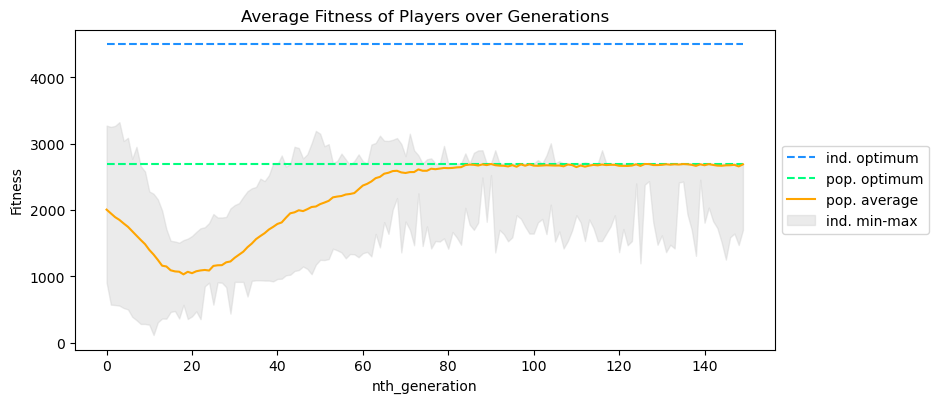 Average Fitness of Players over Generations
Fitness
4000
3000
2000
1000
0
0 20 40 60 80 100 120 140
nth_generation
ind. optimum
pop. optimum
pop. average
ind. min-max